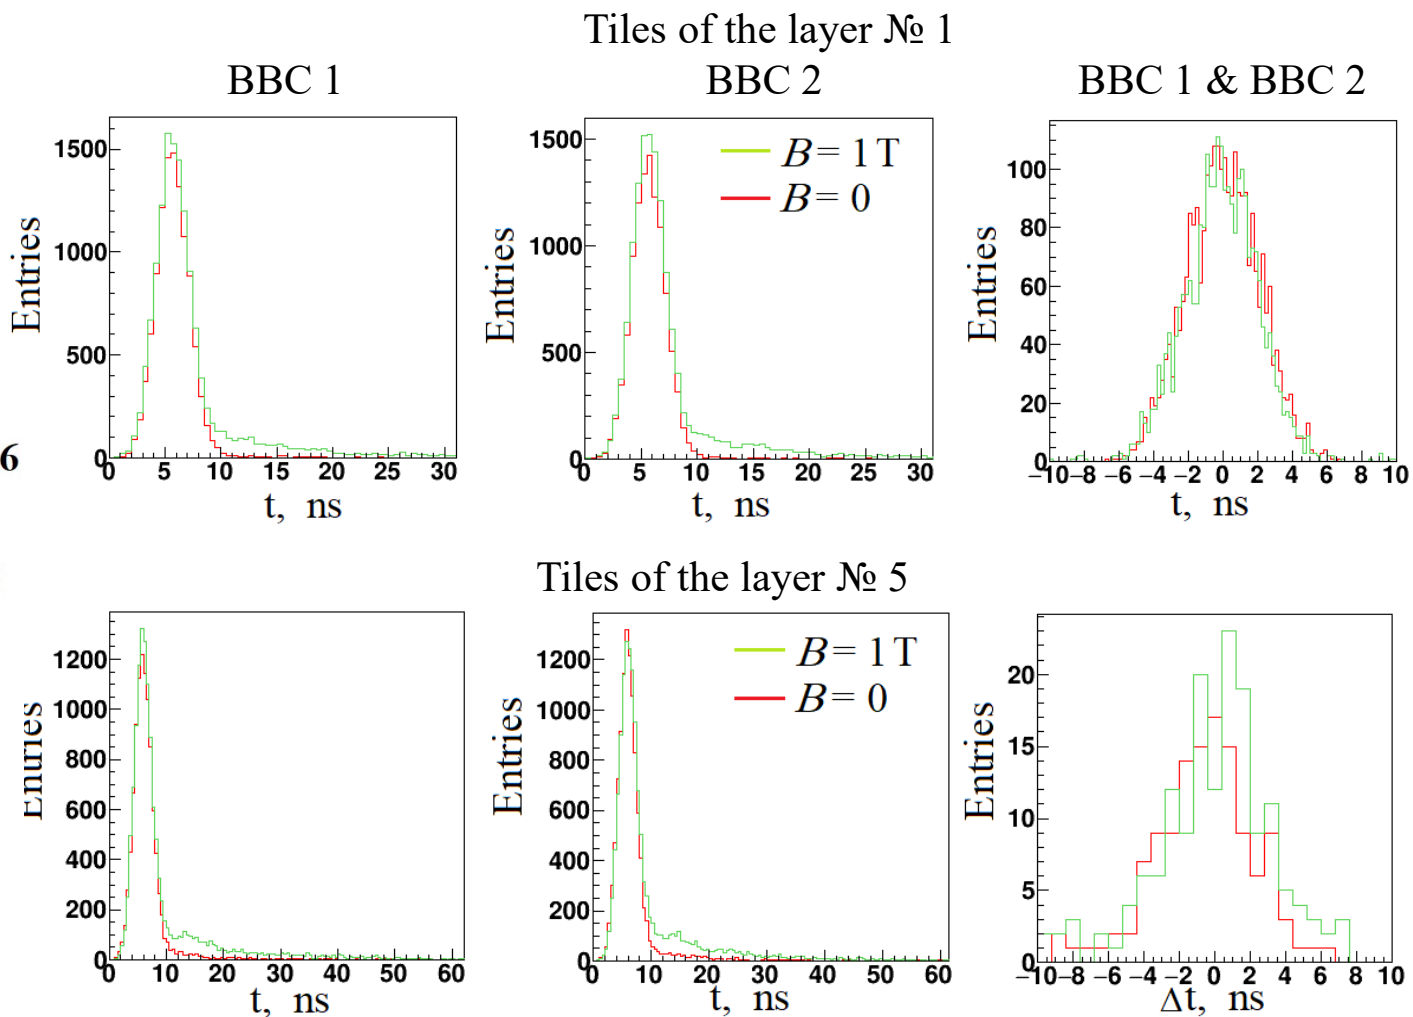 Tiles of the layer № 1
BBC 1
BBC 2
BBC 1 & BBC 2
Entries
1500
1000
500
0
0 5 10 15 20 25 30
t, ns
Entries
1500
1000
500
0
0 5 10 15 20 25 30
t, ns
B = 1 T
B = 0
Entries
100
80
60
40
20
0
−10 −8 −6 −4 −2 0 2 4 6 8 10
t, ns
6
Tiles of the layer № 5
Entries
1200
1000
800
600
400
200
0
0 10 20 30 40 50 60
t, ns
Entries
1200
1000
800
600
400
200
0
0 10 20 30 40 50 60
t, ns
B = 1 T
B = 0
Entries
20
15
10
5
0
−10 −8 −6 −4 −2 0 2 4 6 8 10
Δt, ns